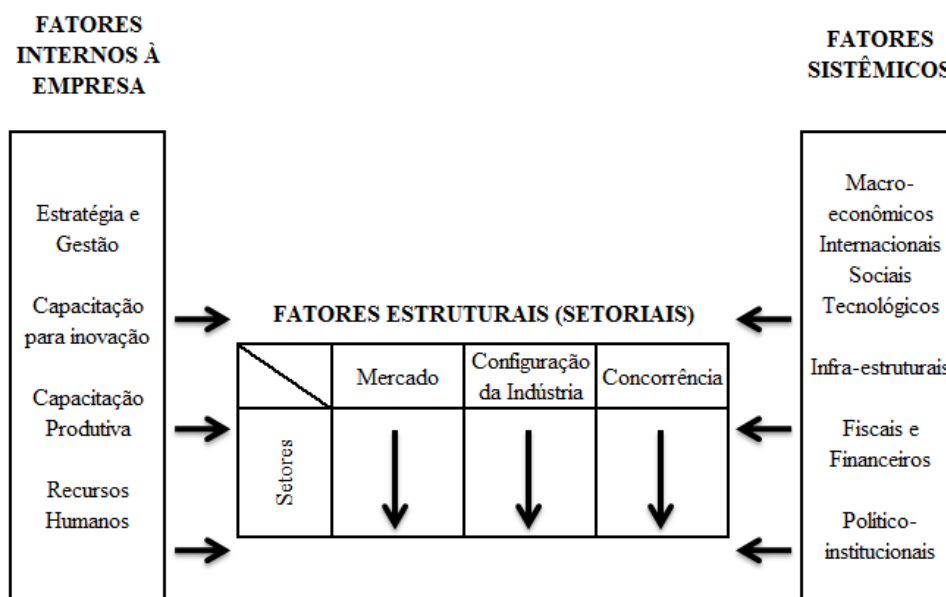 FATORES
INTERNOS À
EMPRESA
Estratégia e
Gestão
Capacitação
para inovação
Capacitação
Produtiva
Recursos
Humanos
FATORES ESTRUTURAIS (SETORIAIS)
Mercado
Configuração
da Indústria
Concorrência
Setores
FATORES
SISTÊMICOS
Macro-
econômicos
Internacionais
Sociais
Tecnológicos
Infra-estruturais
Fiscais e
Financeiros
Político-
institucionais